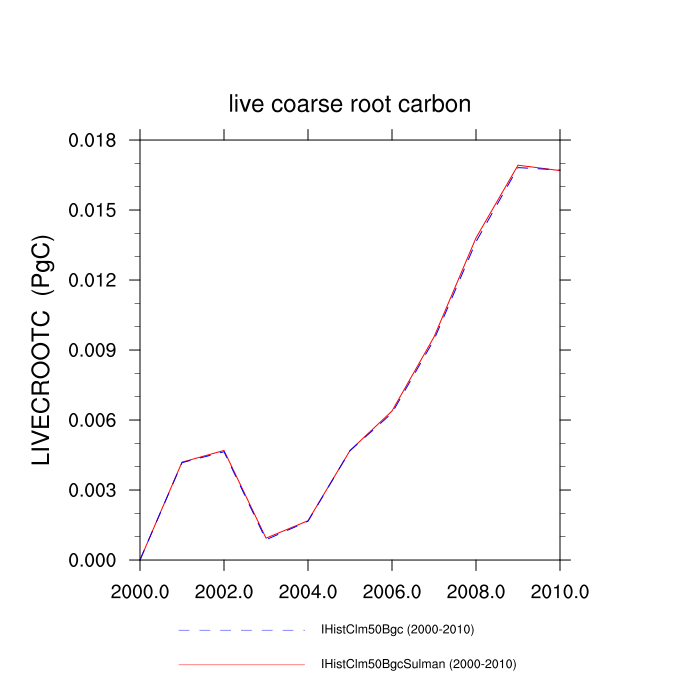 live coarse root carbon
LIVECROOTC (PgC)
0.018
0.015
0.012
0.009
0.006
0.003
0.000
2000.0 2002.0 2004.0 2006.0 2008.0 2010.0
IHistClm50Bgc (2000-2010)
IHistClm50BgcSulman (2000-2010)